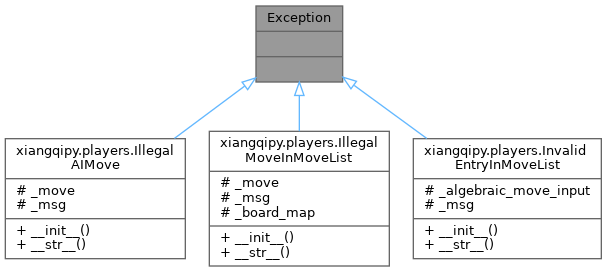 Exception
xiangqipy.players.Illegal
AIMove
# _move
# _msg
+ __init__()
+ __str__()
xiangqipy.players.Illegal
MoveInMoveList
# _move
# _msg
# _board_map
+ __init__()
+ __str__()
xiangqipy.players.Invalid
EntryInMoveList
# _algebraic_move_input
# _msg
+ __init__()
+ __str__()